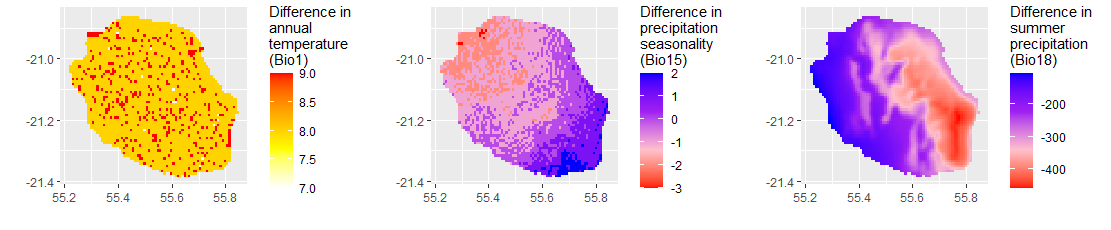 Difference in
annual
temperature
(Bio1)
9.0
8.5
8.0
7.5
7.0
-21.0
-21.2
-21.4
55.2 55.4 55.6 55.8
Difference in
precipitation
seasonality
(Bio15)
2
1
0
-1
-2
-3
-21.0
-21.2
-21.4
55.2 55.4 55.6 55.8
Difference in
summer
precipitation
(Bio18)
-200
-300
-400
-21.0
-21.2
-21.4
55.2 55.4 55.6 55.8